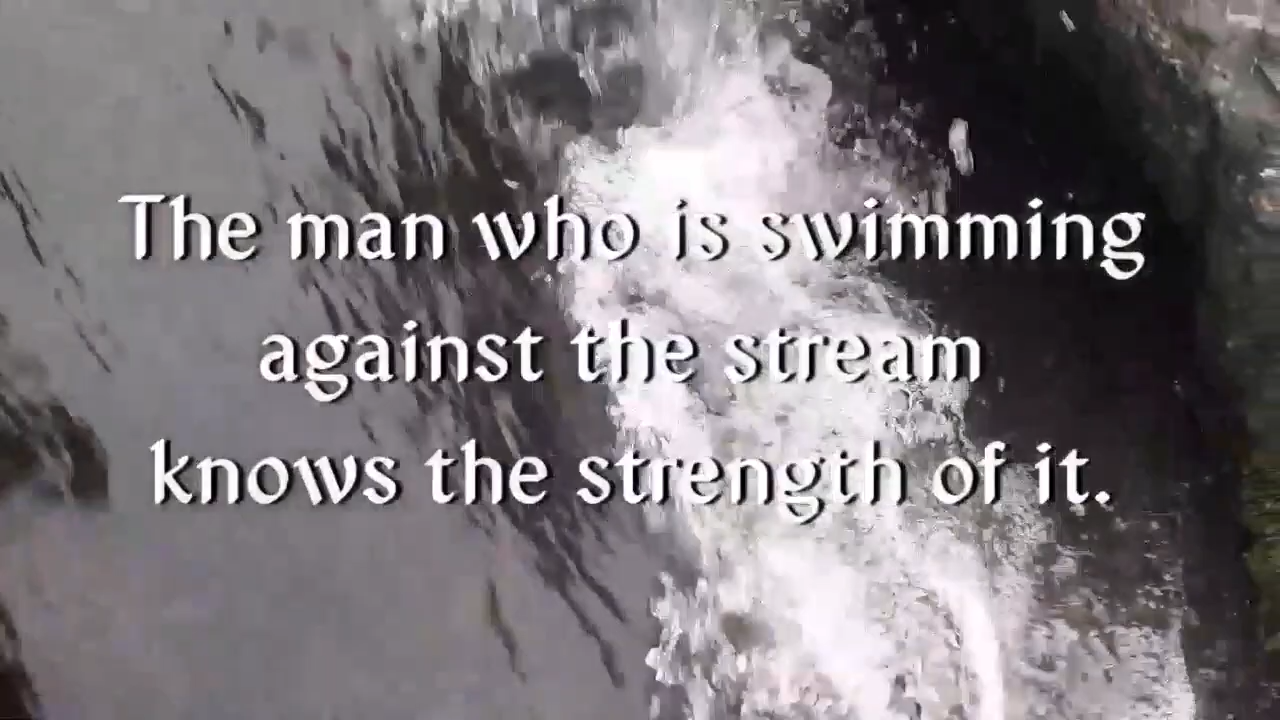 The man who is swimming
against the stream
knows the strength of it.